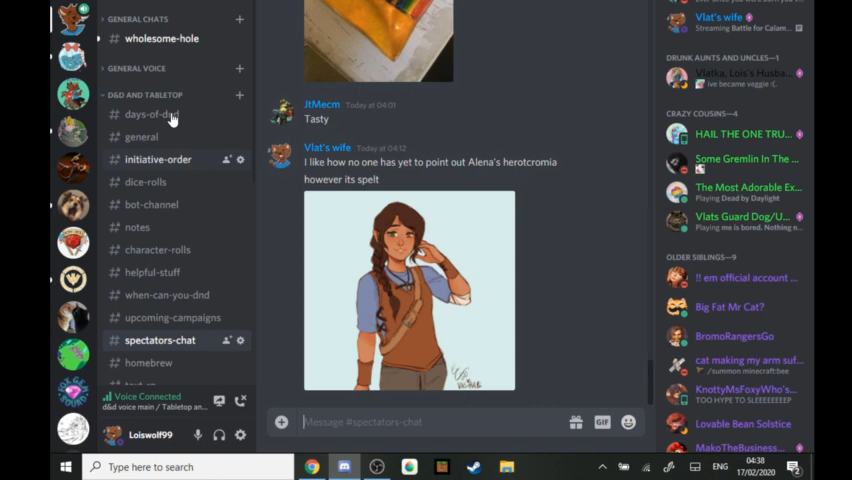 GENERAL CHATS
wholesome-hole
GENERAL VOICE
D&D AND TABLETOP
days-of-dnd
general
initiative-order
dice-rolls
bot-channel
notes
character-rolls
helpful-stuff
when-can-you-dnd
upcoming-campaigns
spectators-chat
homebrew
Voice Connected
d&d voice main / Tabletop an...
Loiswolf99
JtMecm Today at 04:01
Tasty
Vlat's wife Today at 04:12
I like how no one has yet to point out Alena's herotcromia
however its spelt
Message #spectators-chat
GIF
Vlat's wife
Streaming Battle for Calam...
DRUNK AUNTS AND UNCLES—1
Vlatka, Lois's Husba...
ive became veggie :(.
CRAZY COUSINS—4
HAIL THE ONE TRU...
Some Gremlin In The ...
The Most Adorable Ex...
Playing Dead by Daylight
Vlats Guard Dog/U...
Playing me is bored. Nothing n...
OLDER SIBLINGS—9
!! em official account ...
Big Fat Mr Cat?
BromoRangersGo
cat making my arm suf...
/summon minecraft:bee
KnottyMsFoxyWho's...
TOO HYPE TO SLEEEEEEEP
Lovable Bean Solstice
MakoTheBusiness...
Type here to search
ENG
04:38
17/02/2020
2